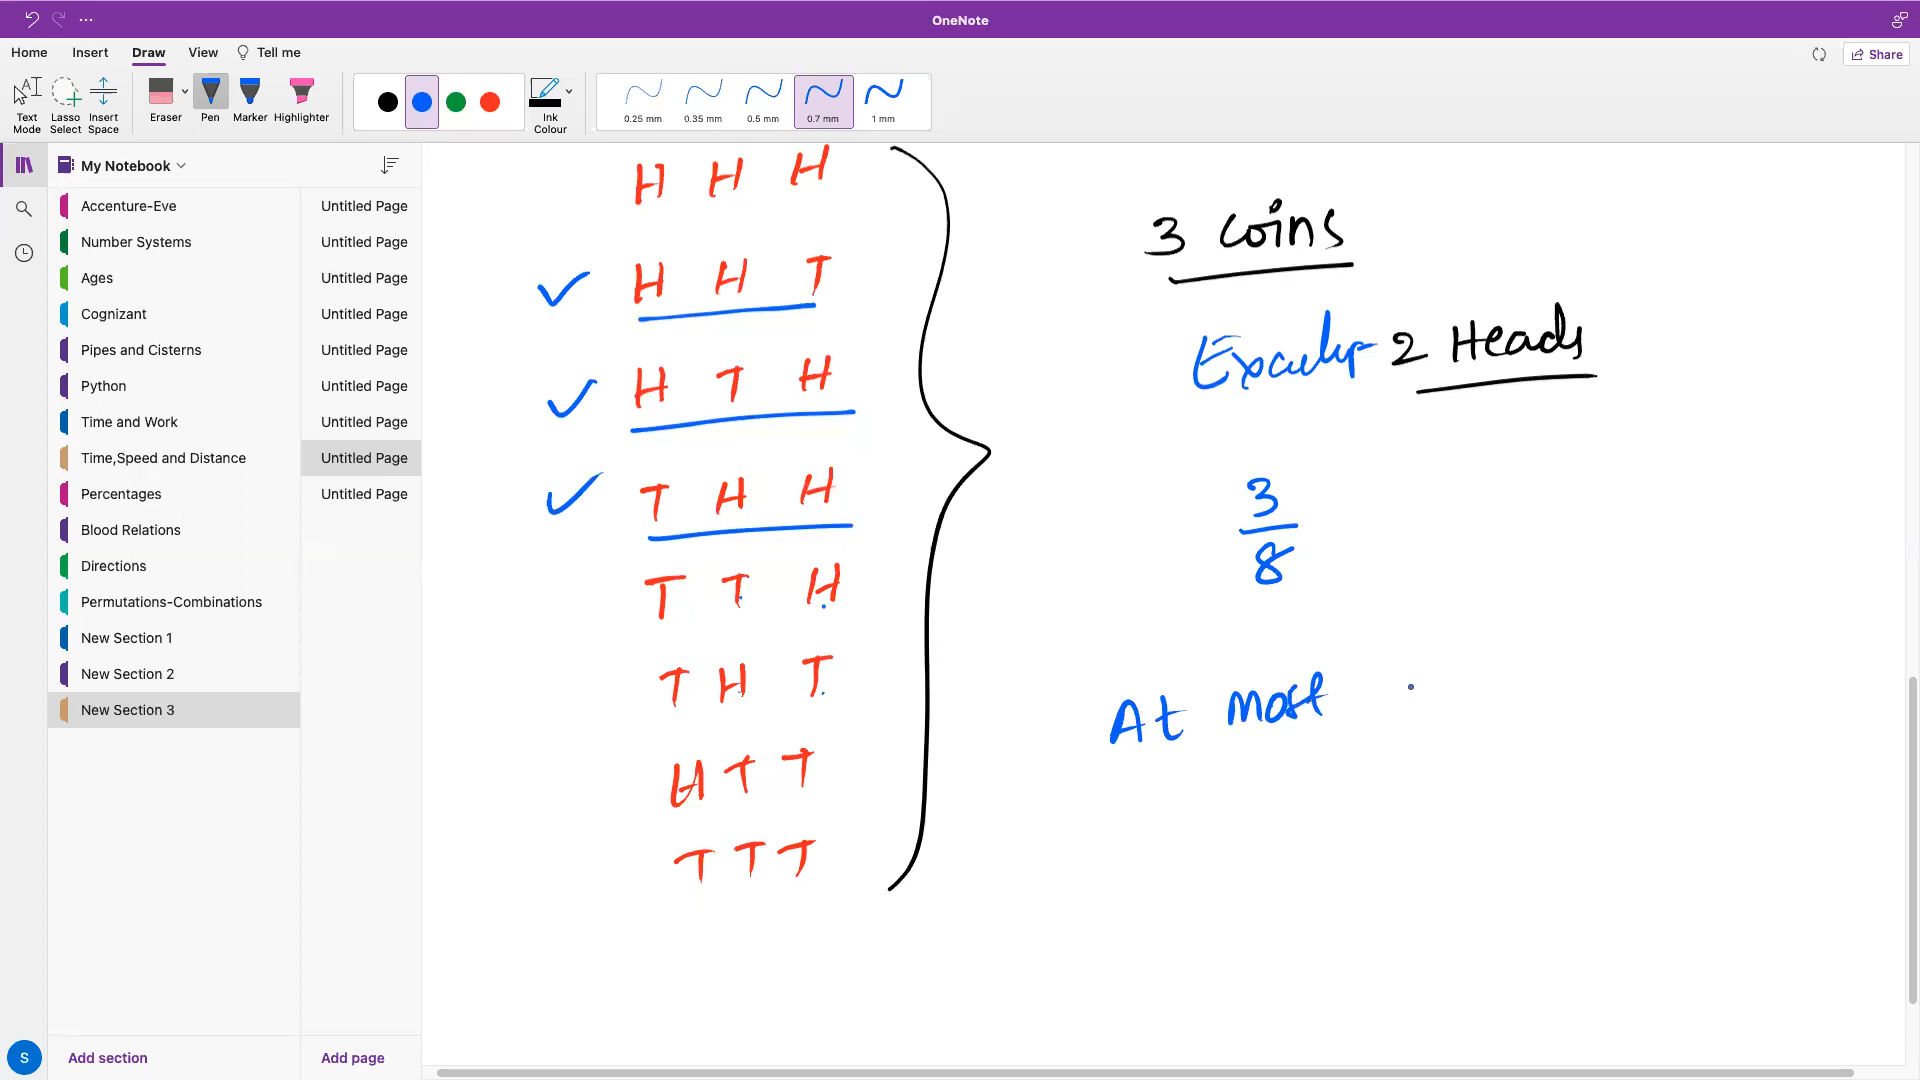 OneNote
Home Insert Draw View Tell me
Share
Text Mode
Lasso Select
Insert Space
Eraser
Pen
Marker
Highlighter
Ink Colour
0.25 mm
0.35 mm
0.5 mm
0.7 mm
1 mm
My Notebook
Accenture-Eve
Number Systems
Ages
Cognizant
Pipes and Cisterns
Python
Time and Work
Time,Speed and Distance
Percentages
Blood Relations
Directions
Permutations-Combinations
New Section 1
New Section 2
New Section 3
Untitled Page
Untitled Page
Untitled Page
Untitled Page
Untitled Page
Untitled Page
Untitled Page
Untitled Page
Untitled Page
S
Add section
Add page
H H H
H H T
H T H
T H H
T T H
T H T
H T T
T T T
3 Coins
2 Heads
3
8
At most